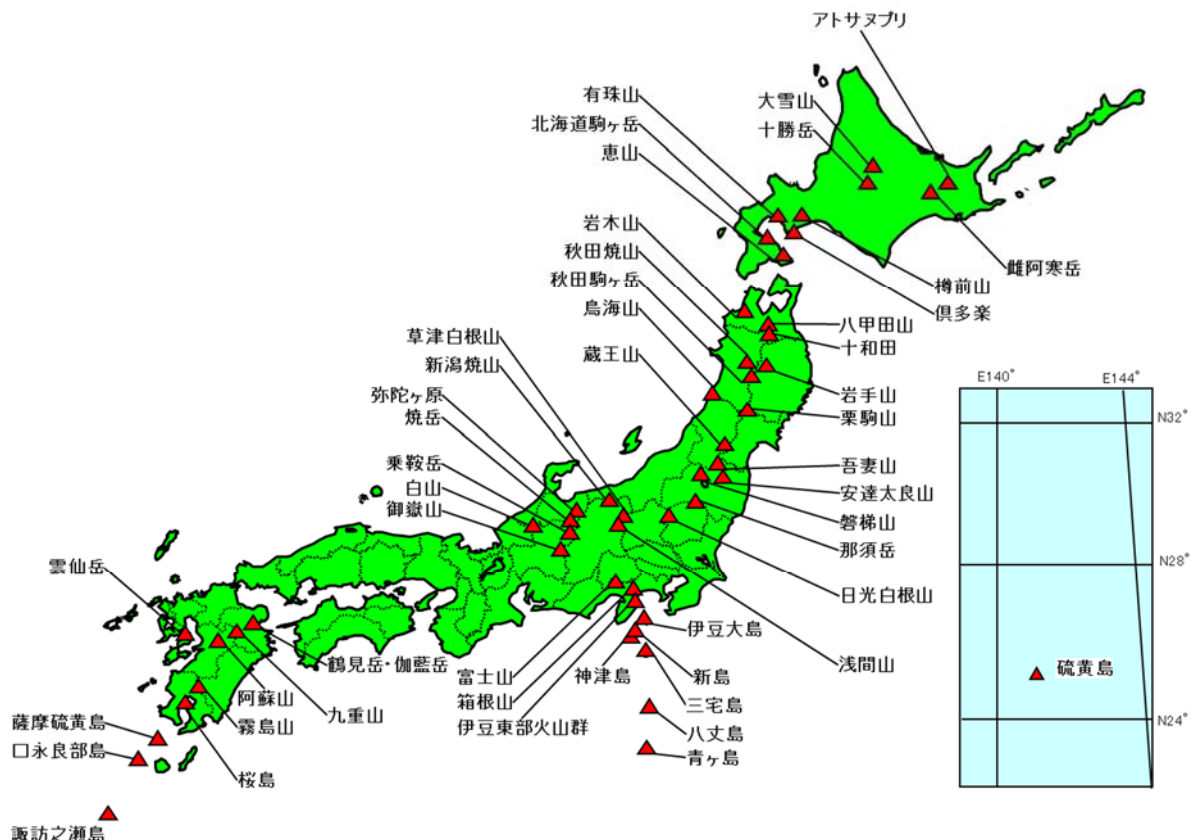 アトサヌプリ
有珠山
大雪山
北海道駒ヶ岳
十勝岳
恵山
岩木山
秋田焼山
雌阿寒岳
秋田駒ヶ岳
樽前山
鳥海山
倶多楽
八甲田山
草津白根山
十和田
蔵王山
新潟焼山
E140°
E144°
弥陀ヶ原
岩手山
焼岳
栗駒山
N32°
乗鞍岳
吾妻山
白山
安達太良山
御嶽山
磐梯山
那須岳
雲仙岳
N28°
日光白根山
伊豆大島
鶴見岳・伽藍岳
浅間山
富士山
神津島
新島
硫黄島
阿蘇山
箱根山
三宅島
九重山
薩摩硫黄島
霧島山
伊豆東部火山群
N24°
八丈島
口永良部島
青ヶ島
桜島
諏訪之瀬島